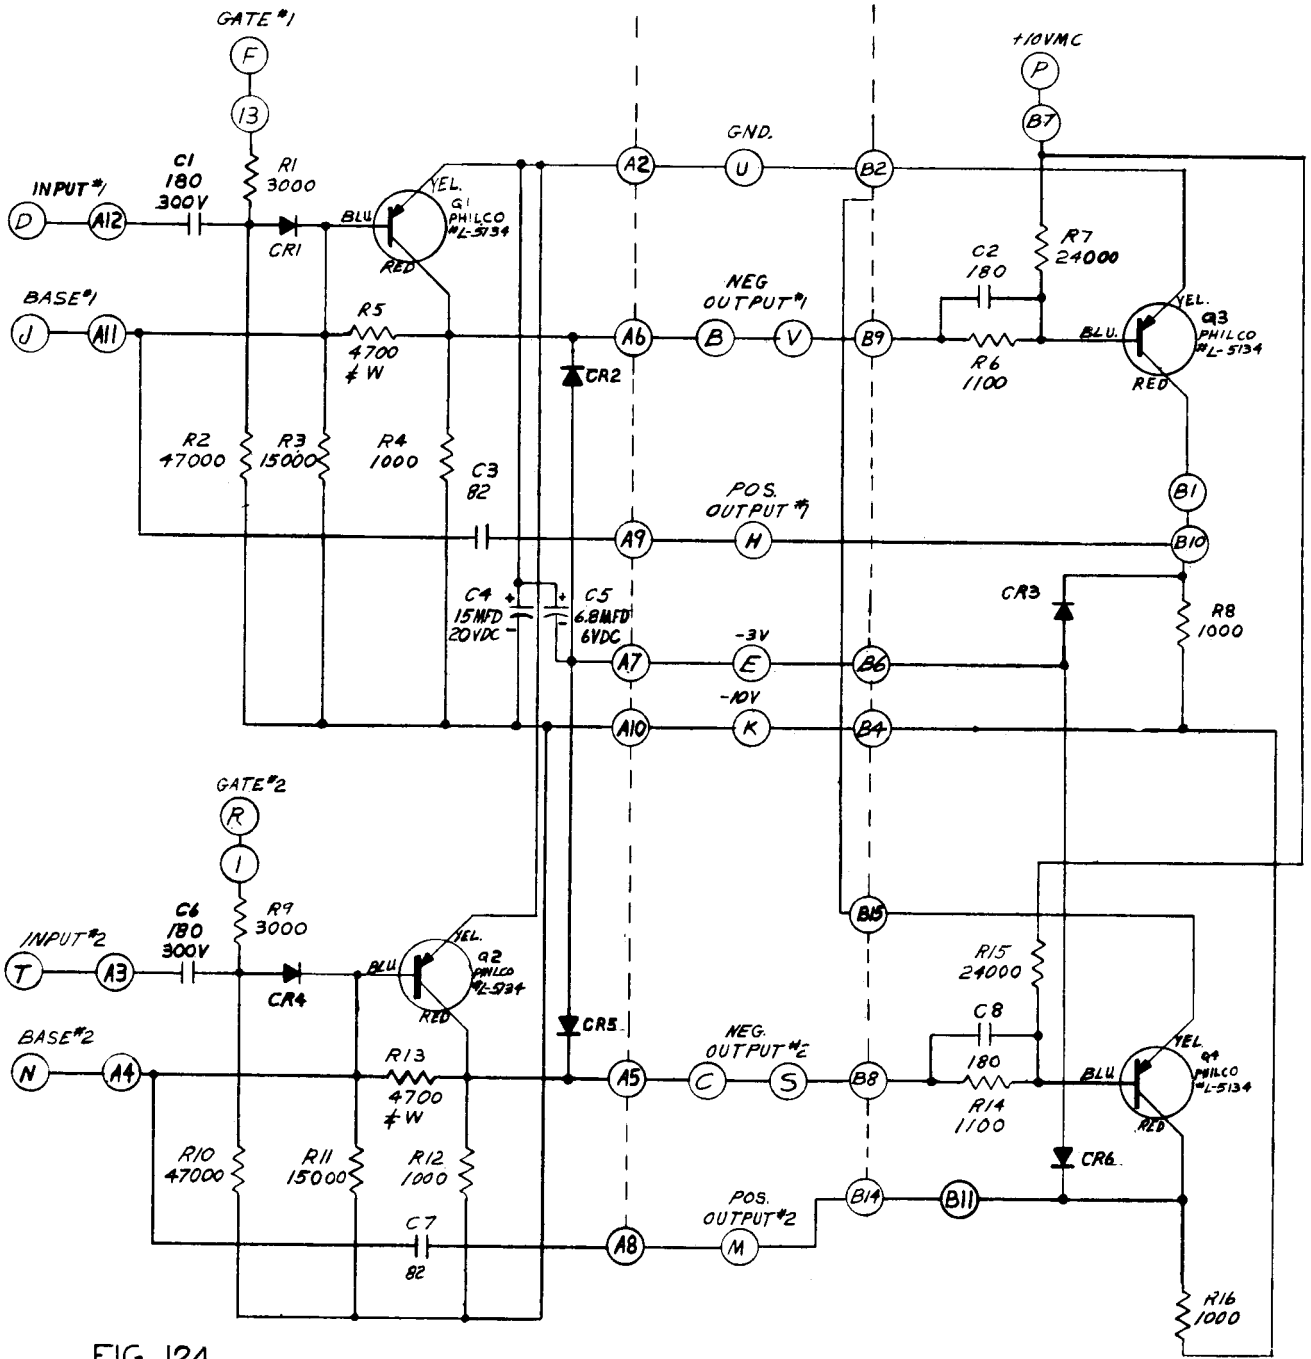 GATE #1
F
13
+10VMC
P
B7
GND.
A2
U
B2
INPUT #1
D
A12
C1
180
300V
R1
3000
CR1
BLU
YEL.
Q1
PHILCO
#L-5134
RED
R7
24000
C2
180
BASE #1
J
A11
R5
4700
NEG
OUTPUT #1
A6
B
V
B9
R6
1100
BLU.
YEL.
Q3
PHILCO
#L-5134
RED
CR2
R2
47000
R3
15000
R4
1000
C3
82
POS.
OUTPUT #1
A9
H
B1
B10
C4
15MFD
20VDC
+
-
C5
6.8MFD
6VDC
+
-
CR3
R8
1000
-3V
A7
E
B6
-10V
A10
K
B4
GATE #2
R
1
B15
INPUT #2
T
A3
C6
180
300V
R9
3000
CR4
BLU
YEL.
Q2
PHILCO
#L-5134
RED
R15
24000
C8
180
CR5
BASE #2
N
A4
R13
4700
NEG.
OUTPUT #2
A5
C
S
B8
R14
1100
BLU
YEL.
Q4
PHILCO
#L-5134
RED
R10
47000
R11
15000
R12
1000
CR6
B14
B11
C7
82
POS.
OUTPUT #2
A8
M
R16
1000
FIG. 12A